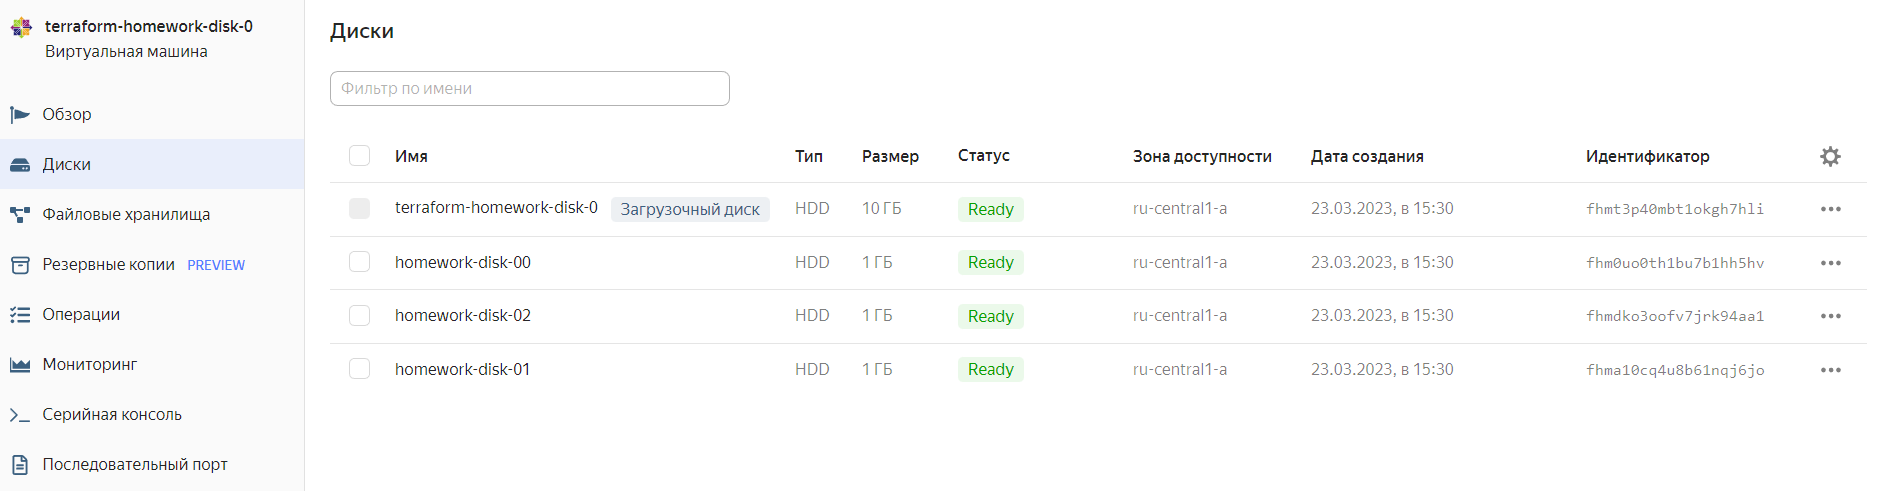 terraform-homework-disk-0
Виртуальная машина
Обзор
Диски
Файловые хранилища
Резервные копии PREVIEW
Операции
Мониторинг
Серийная консоль
Последовательный порт
Диски
Фильтр по имени
Имя Тип Размер Статус Зона доступности Дата создания Идентификатор
terraform-homework-disk-0 Загрузочный диск HDD 10 ГБ Ready ru-central1-a 23.03.2023, в 15:30 fhmt3p40mbt1okgh7hli
homework-disk-00 HDD 1 ГБ Ready ru-central1-a 23.03.2023, в 15:30 fhm0uo0th1bu7b1hh5hv
homework-disk-02 HDD 1 ГБ Ready ru-central1-a 23.03.2023, в 15:30 fhmdko3oofv7jrk94aa1
homework-disk-01 HDD 1 ГБ Ready ru-central1-a 23.03.2023, в 15:30 fhma10cq4u8b61nqj6jo